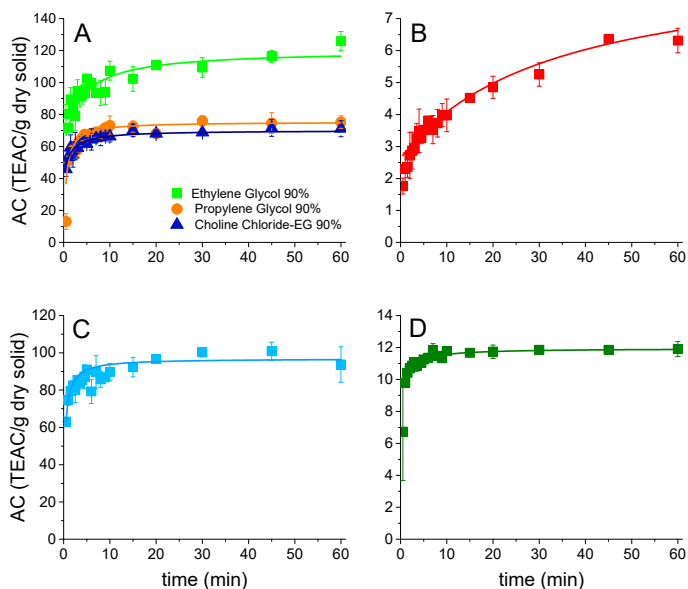 A
B
AC (TEAC/g dry solid)
140
120
100
80
60
40
20
0
8
7
6
5
4
3
2
1
0
Ethylene Glycol 90%
Propylene Glycol 90%
Choline Chloride-EG 90%
0 10 20 30 40 50 60
0 10 20 30 40 50 60
C
D
AC (TEAC/g dry solid)
120
100
80
60
40
20
0
14
12
10
8
6
4
2
0
0 10 20 30 40 50 60
0 10 20 30 40 50 60
time (min)
time (min)